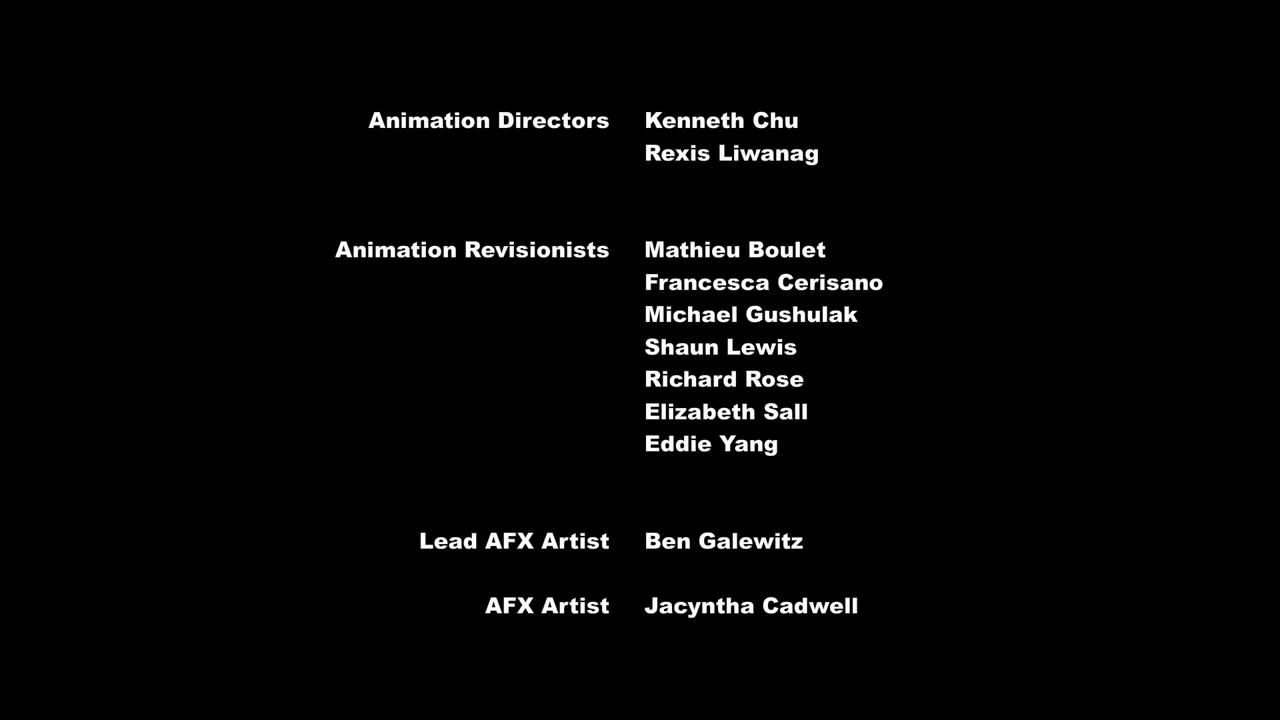 Animation Directors Kenneth Chu
Rexis Liwanag
Animation Revisionists Mathieu Boulet
Francesca Cerisano
Michael Gushulak
Shaun Lewis
Richard Rose
Elizabeth Sall
Eddie Yang
Lead AFX Artist Ben Galewitz
AFX Artist Jacyntha Cadwell